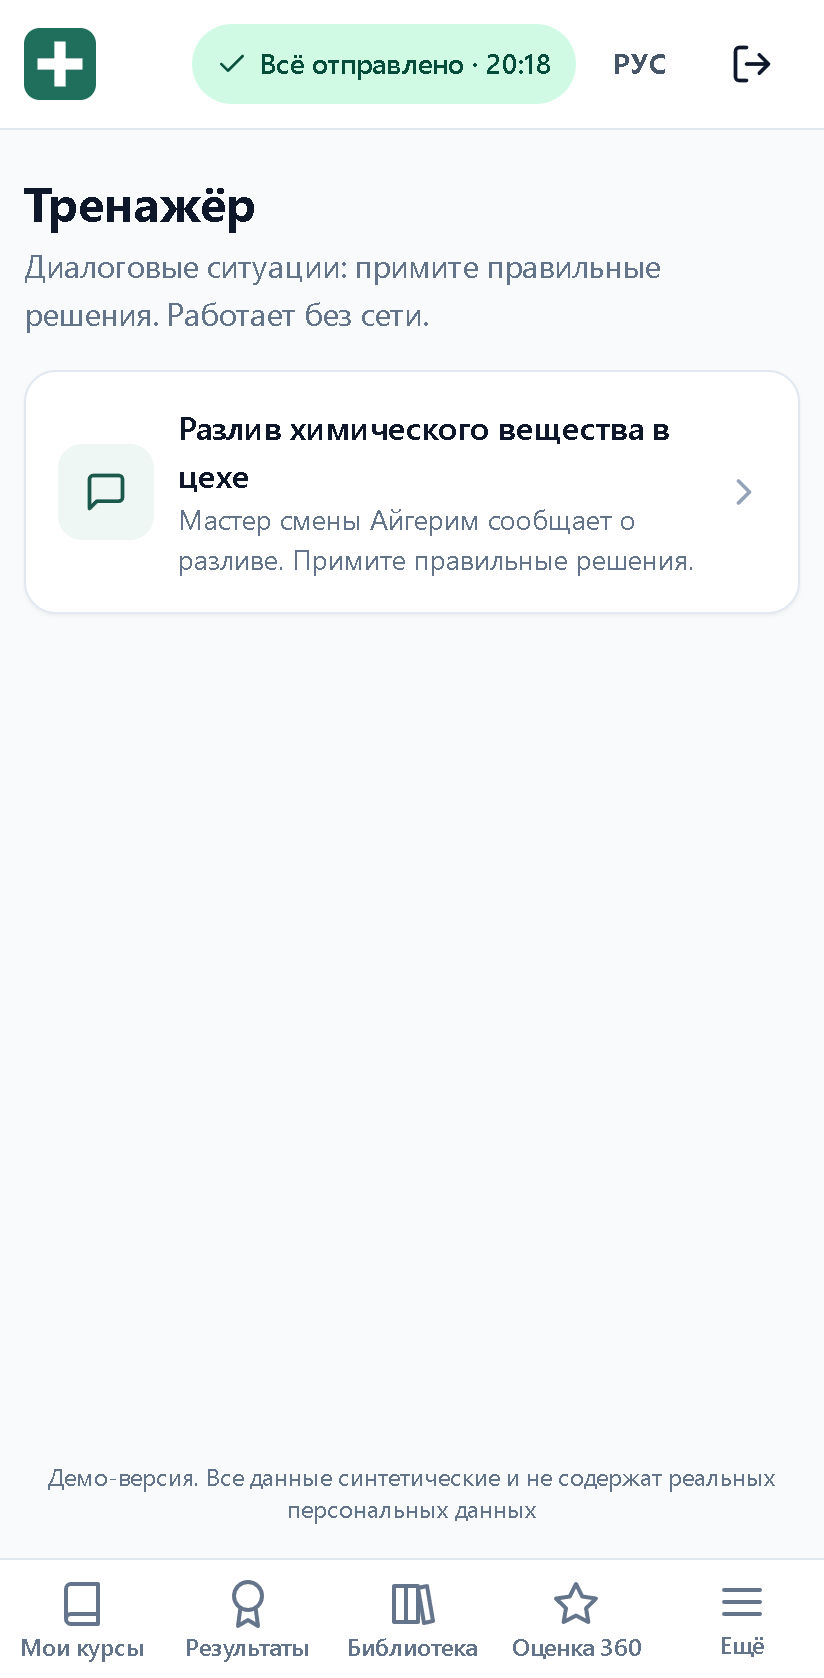 Всё отправлено · 20:18
РУС
Тренажёр
Диалоговые ситуации: примите правильные
решения. Работает без сети.
Разлив химического вещества в
цехе
Мастер смены Айгерим сообщает о
разливе. Примите правильные решения.
Демо-версия. Все данные синтетические и не содержат реальных
персональных данных
Мои курсы
Результаты
Библиотека
Оценка 360
Ещё